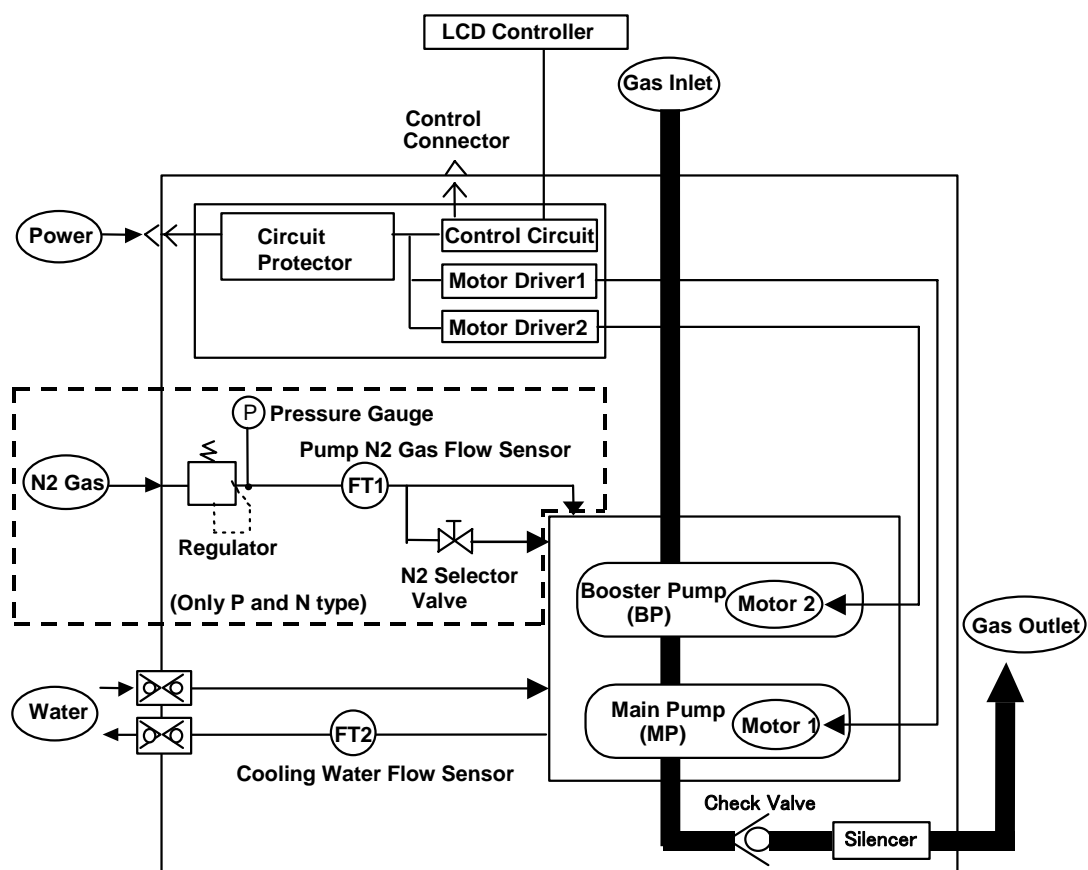 LCD Controller
Gas Inlet
Control
Connector
Power
Circuit
Protector
Control Circuit
Motor Driver1
Motor Driver2
P
Pressure Gauge
Pump N2 Gas Flow Sensor
N2 Gas
FT1
Regulator
N2 Selector
Valve
(Only P and N type)
Booster Pump
(BP)
Motor 2
Gas Outlet
Water
Main Pump
(MP)
Motor 1
FT2
Cooling Water Flow Sensor
Check Valve
Silencer